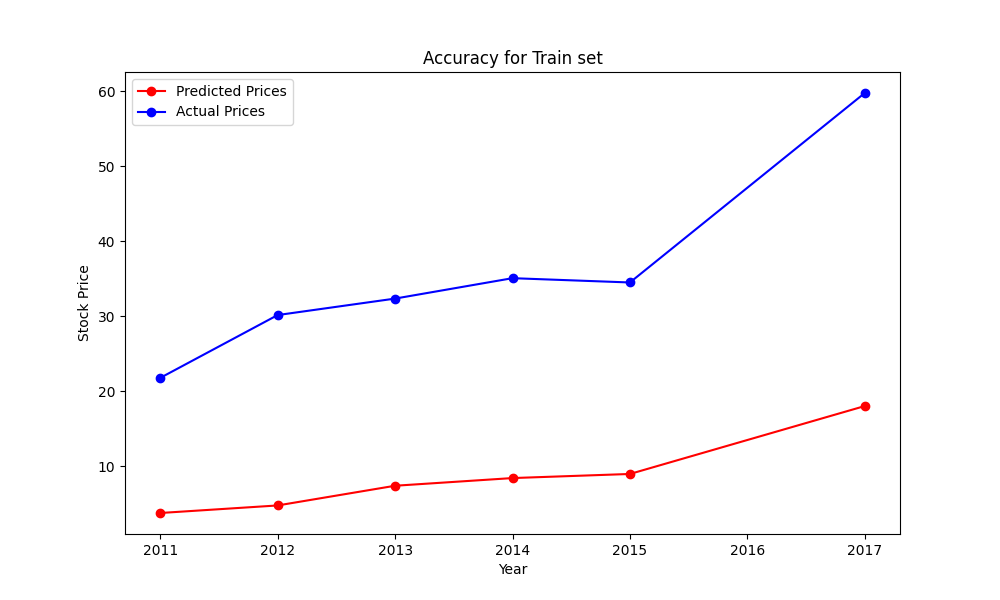 Accuracy for Train set
Predicted Prices
Actual Prices
60
50
40
30
20
10
Stock Price
2011 2012 2013 2014 2015 2016 2017
Year